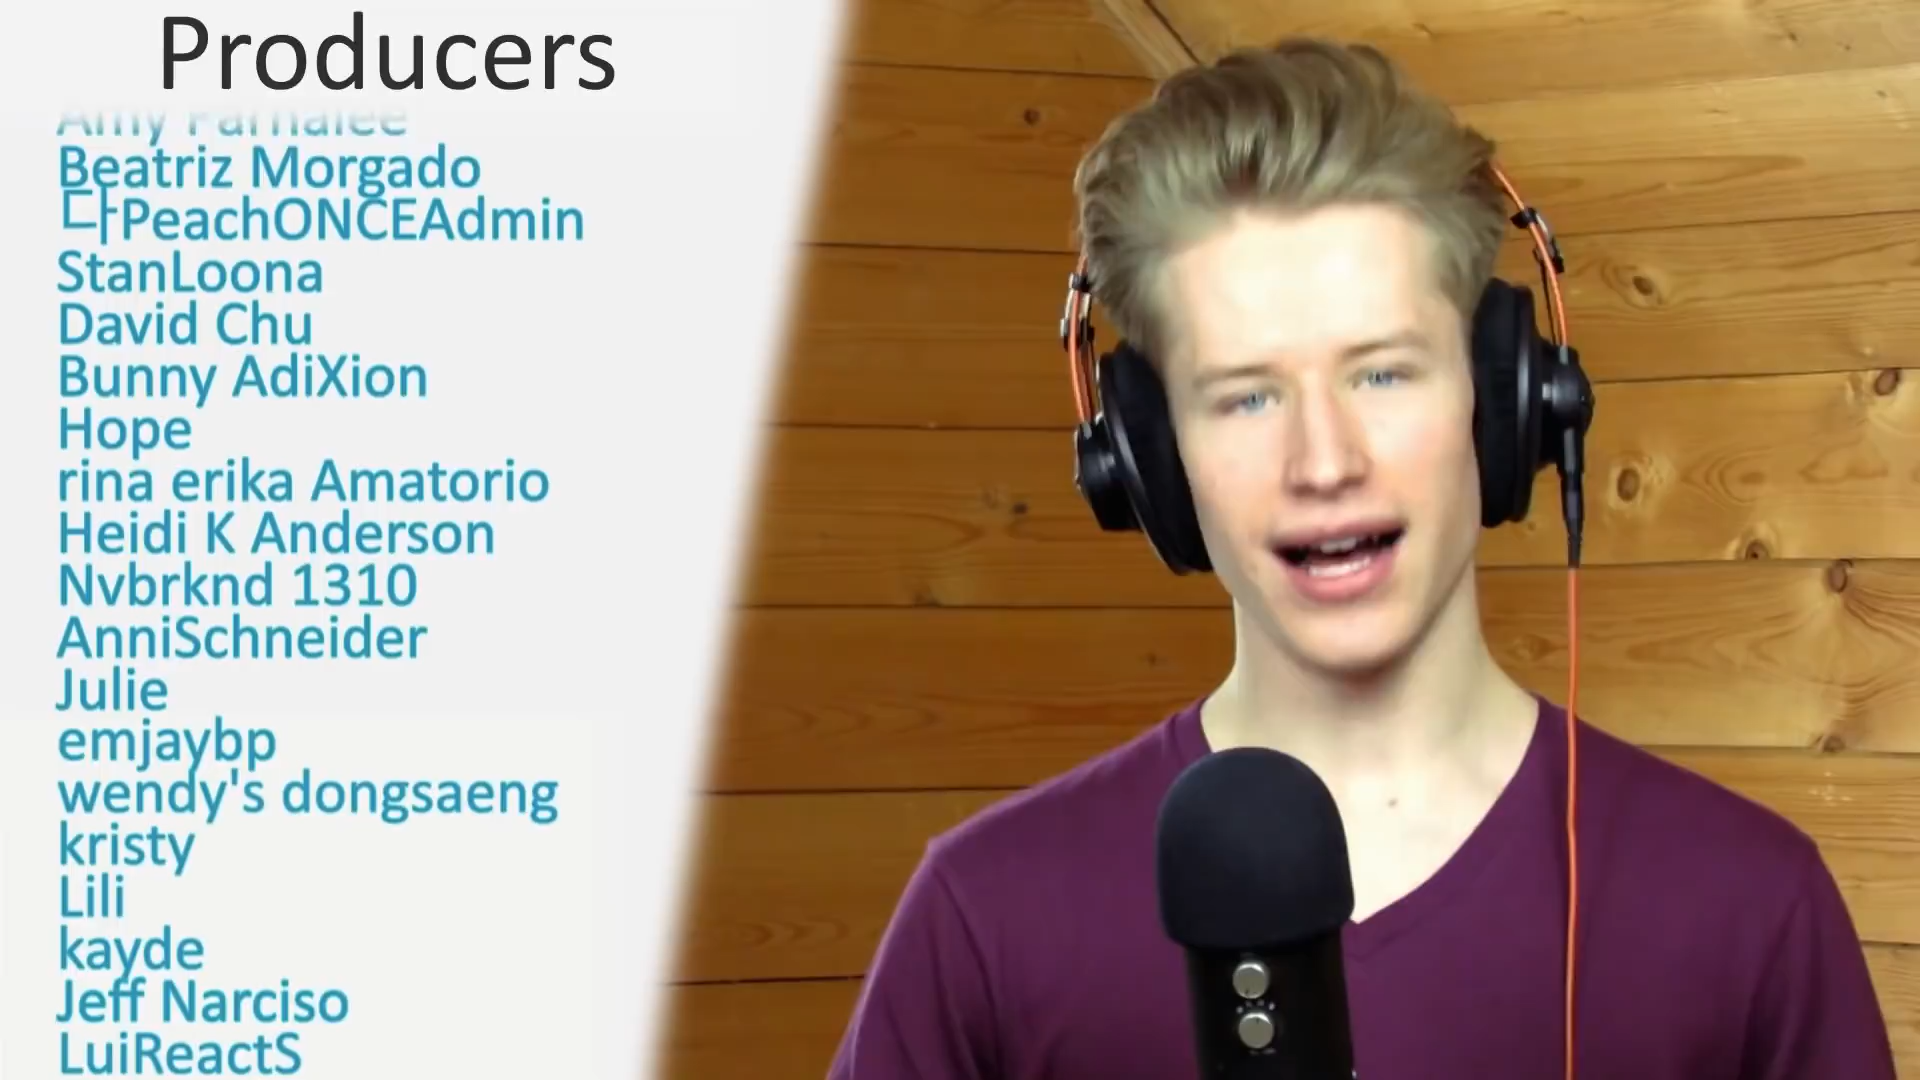 Producers
Amy Parnalee
Beatriz Morgado
다PeachONCEAdmin
StanLoona
David Chu
Bunny AdiXion
Hope
rina erika Amatorio
Heidi K Anderson
Nvbrknd 1310
AnniSchneider
Julie
emjaybp
wendy's dongsaeng
kristy
Lili
kayde
Jeff Narciso
LuiReactS